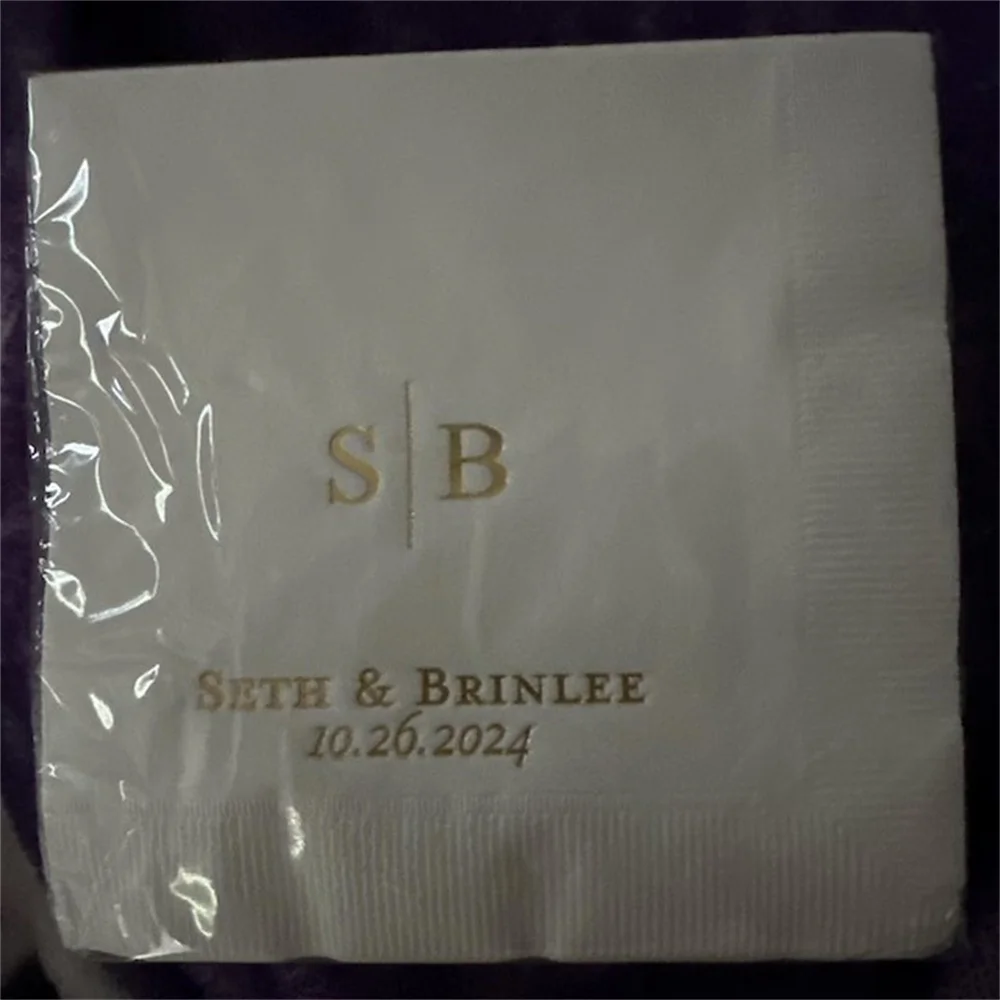 S|B
SETH & BRINLEE
10.26.2024